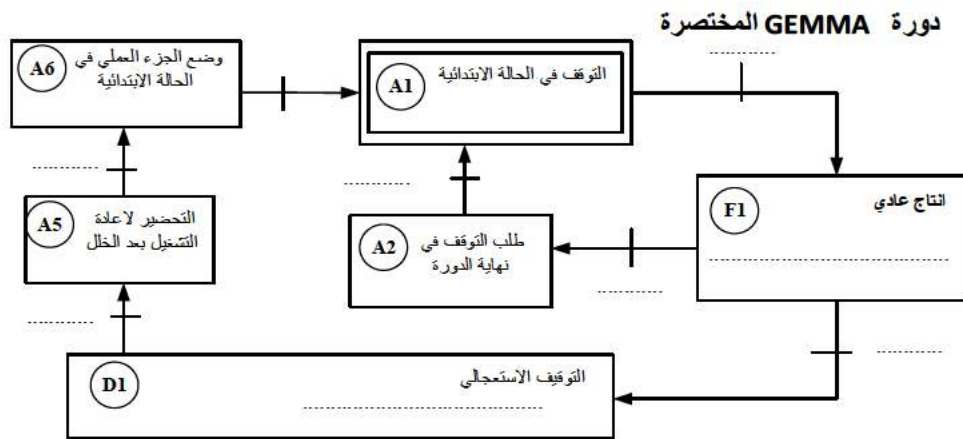 دورة GEMMA المختصرة
A6
وضع الجزء العملي في
الحالة الابتدائية
A1
التوقف في الحالة الابتدائية
A5
التحضير لاعادة
التشغيل بعد الخلل
A2
طلب التوقف في
نهاية الدورة
F1
انتاج عادي
D1
التوقيف الاستعجالي